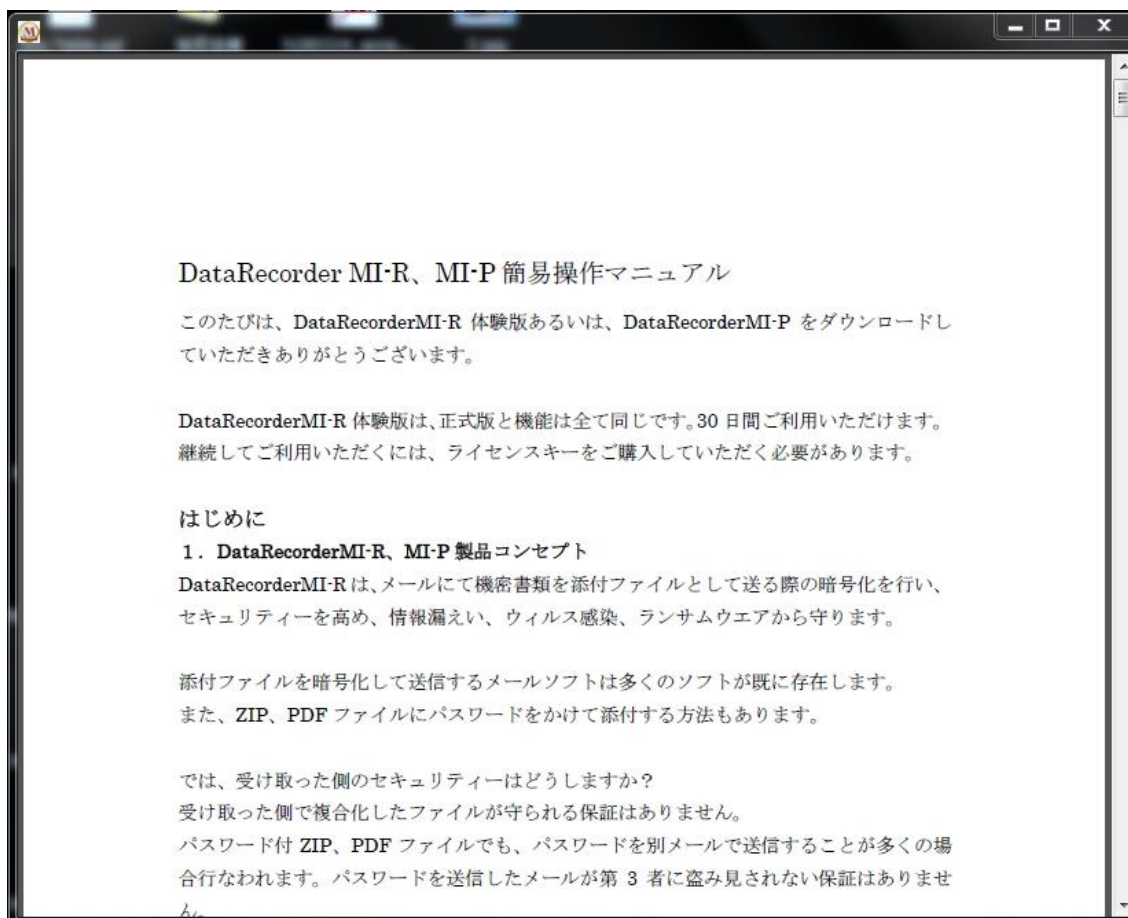 DataRecorder MI-R、MI-P 簡易操作マニュアル
このたびは、DataRecorderMI-R 体験版あるいは、DataRecorderMI-P をダウンロードし
ていただきありがとうございます。
DataRecorderMI-R 体験版は、正式版と機能は全て同じです。30 日間ご利用いただけます。
継続してご利用いただくには、ライセンスキーをご購入していただく必要があります。
はじめに
１．DataRecorderMI-R、MI-P 製品コンセプト
DataRecorderMI-R は、メールにて機密書類を添付ファイルとして送る際の暗号化を行い、
セキュリティーを高め、情報漏えい、ウィルス感染、ランサムウエアから守ります。
添付ファイルを暗号化して送信するメールソフトは多くのソフトが既に存在します。
また、ZIP、PDF ファイルにパスワードをかけて添付する方法もあります。
では、受け取った側のセキュリティーはどうしますか？
受け取った側で複合化したファイルが守られる保証はありません。
パスワード付 ZIP、PDF ファイルでも、パスワードを別メールで送信することが多くの場
合行なわれます。パスワードを送信したメールが第 3 者に盗み見されない保証はありませ
ん。